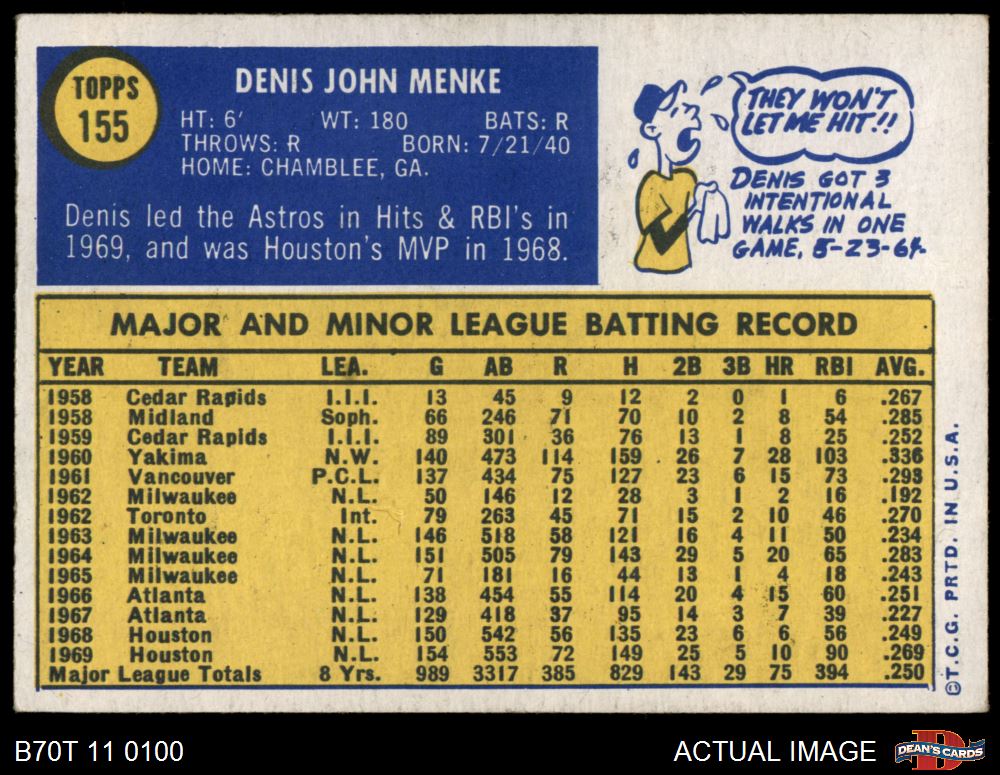 TOPPS
155
DENIS JOHN MENKE
HT: 6' WT: 180 BATS: R
THROWS: R BORN: 7/21/40
HOME: CHAMBLEE, GA.
Denis led the Astros in Hits & RBI's in
1969, and was Houston's MVP in 1968.
THEY WON'T
LET ME HIT!!
DENIS GOT 3
INTENTIONAL
WALKS IN ONE
GAME, 5-23-64.
MAJOR AND MINOR LEAGUE BATTING RECORD
YEAR TEAM LEA. G AB R H 2B 3B HR RBI AVG.
1958 Cedar Rapids I.I.I. 13 45 9 12 2 0 1 6 .267
1958 Midland Soph. 66 246 71 70 10 2 8 54 .285
1959 Cedar Rapids I.I.I. 89 301 36 76 13 1 8 25 .252
1960 Yakima N.W. 140 473 114 159 26 7 28 103 .336
1961 Vancouver P.C.L. 137 434 75 127 23 6 15 73 .293
1962 Milwaukee N.L. 50 146 12 28 3 1 2 16 .192
1962 Toronto Int. 79 263 45 71 15 2 10 46 .270
1963 Milwaukee N.L. 146 518 58 121 16 4 11 50 .234
1964 Milwaukee N.L. 151 505 79 143 29 5 20 65 .283
1965 Milwaukee N.L. 71 181 16 44 13 1 4 18 .243
1966 Atlanta N.L. 138 454 55 114 20 4 15 60 .251
1967 Atlanta N.L. 129 418 37 95 14 3 7 39 .227
1968 Houston N.L. 150 542 56 135 23 6 6 56 .249
1969 Houston N.L. 154 553 72 149 25 5 10 90 .269
Major League Totals 8 Yrs. 989 3317 385 829 143 29 75 394 .250
©T.C.G. PRTD. IN U.S.A.
B70T 11 0100
ACTUAL IMAGE
D
DEAN'S CARDS